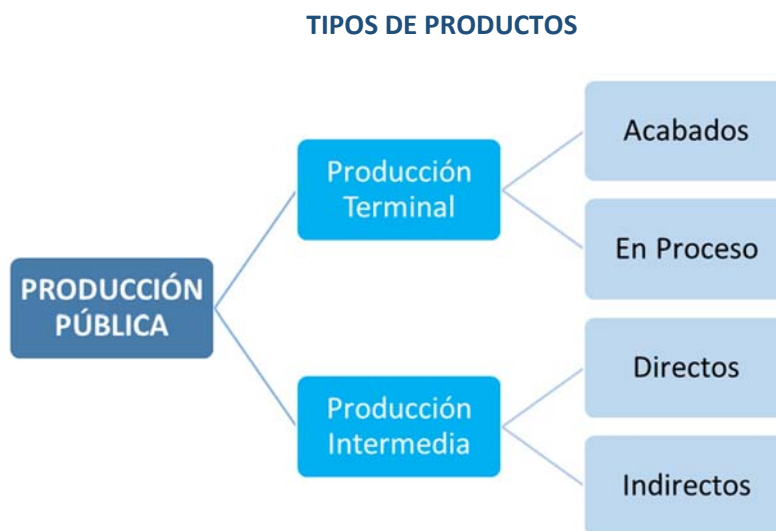 TIPOS DE PRODUCTOS
PRODUCCIÓN
PÚBLICA
Producción
Terminal
Acabados
En Proceso
Producción
Intermedia
Directos
Indirectos